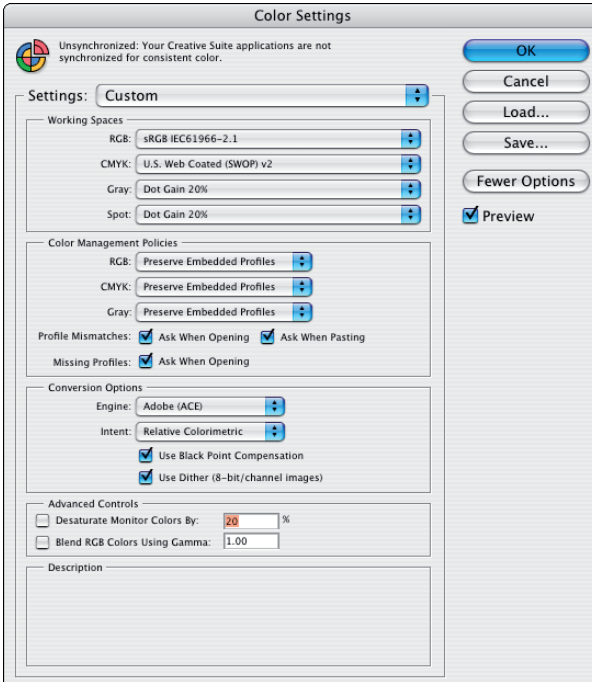 Color Settings
Unsynchronized: Your Creative Suite applications are not
synchronized for consistent color.
OK
Cancel
Load...
Save...
Fewer Options
Preview
Settings: Custom
Working Spaces
RGB: sRGB IEC61966-2.1
CMYK: U.S. Web Coated (SWOP) v2
Gray: Dot Gain 20%
Spot: Dot Gain 20%
Color Management Policies
RGB: Preserve Embedded Profiles
CMYK: Preserve Embedded Profiles
Gray: Preserve Embedded Profiles
Profile Mismatches: Ask When Opening Ask When Pasting
Missing Profiles: Ask When Opening
Conversion Options
Engine: Adobe (ACE)
Intent: Relative Colorimetric
Use Black Point Compensation
Use Dither (8-bit/channel images)
Advanced Controls
Desaturate Monitor Colors By: 20 %
Blend RGB Colors Using Gamma: 1.00
Description